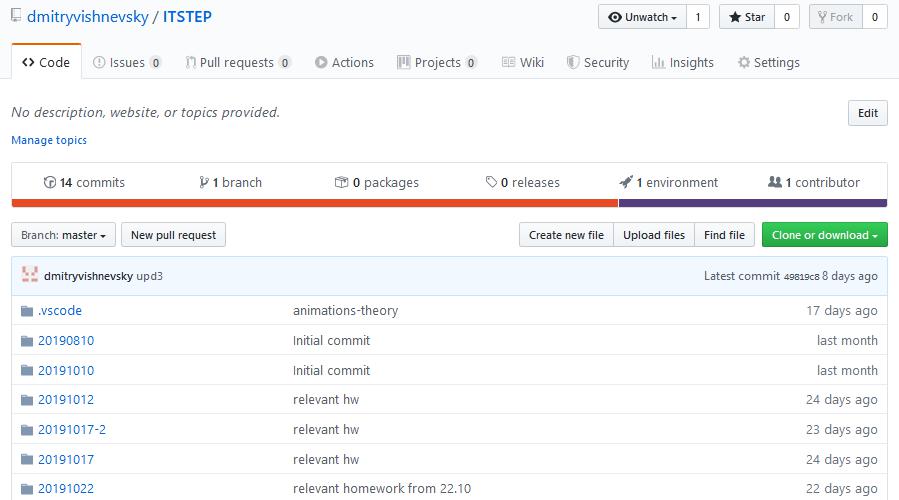 dmitryvishnevsky / ITSTEP
Unwatch 1 Star 0 Fork 0
Code Issues 0 Pull requests 0 Actions Projects 0 Wiki Security Insights Settings
No description, website, or topics provided. Edit
Manage topics
14 commits 1 branch 0 packages 0 releases 1 environment 1 contributor
Branch: master New pull request Create new file Upload files Find file Clone or download
dmitryvishnevsky upd3 Latest commit 49819c8 8 days ago
.vscode animations-theory 17 days ago
20190810 Initial commit last month
20191010 Initial commit last month
20191012 relevant hw 24 days ago
20191017-2 relevant hw 23 days ago
20191017 relevant hw 24 days ago
20191022 relevant homework from 22.10 22 days ago